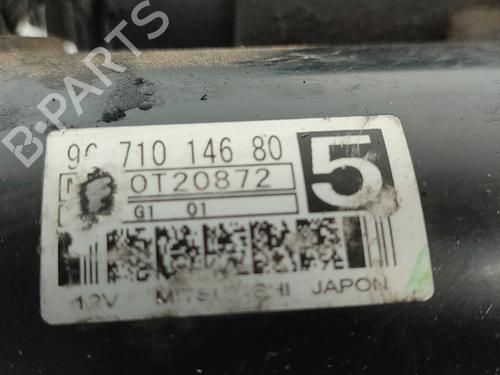 B-PARTS
96 710 146 80
5
M 0T20872
G1 01
12V MITSUBISHI JAPON